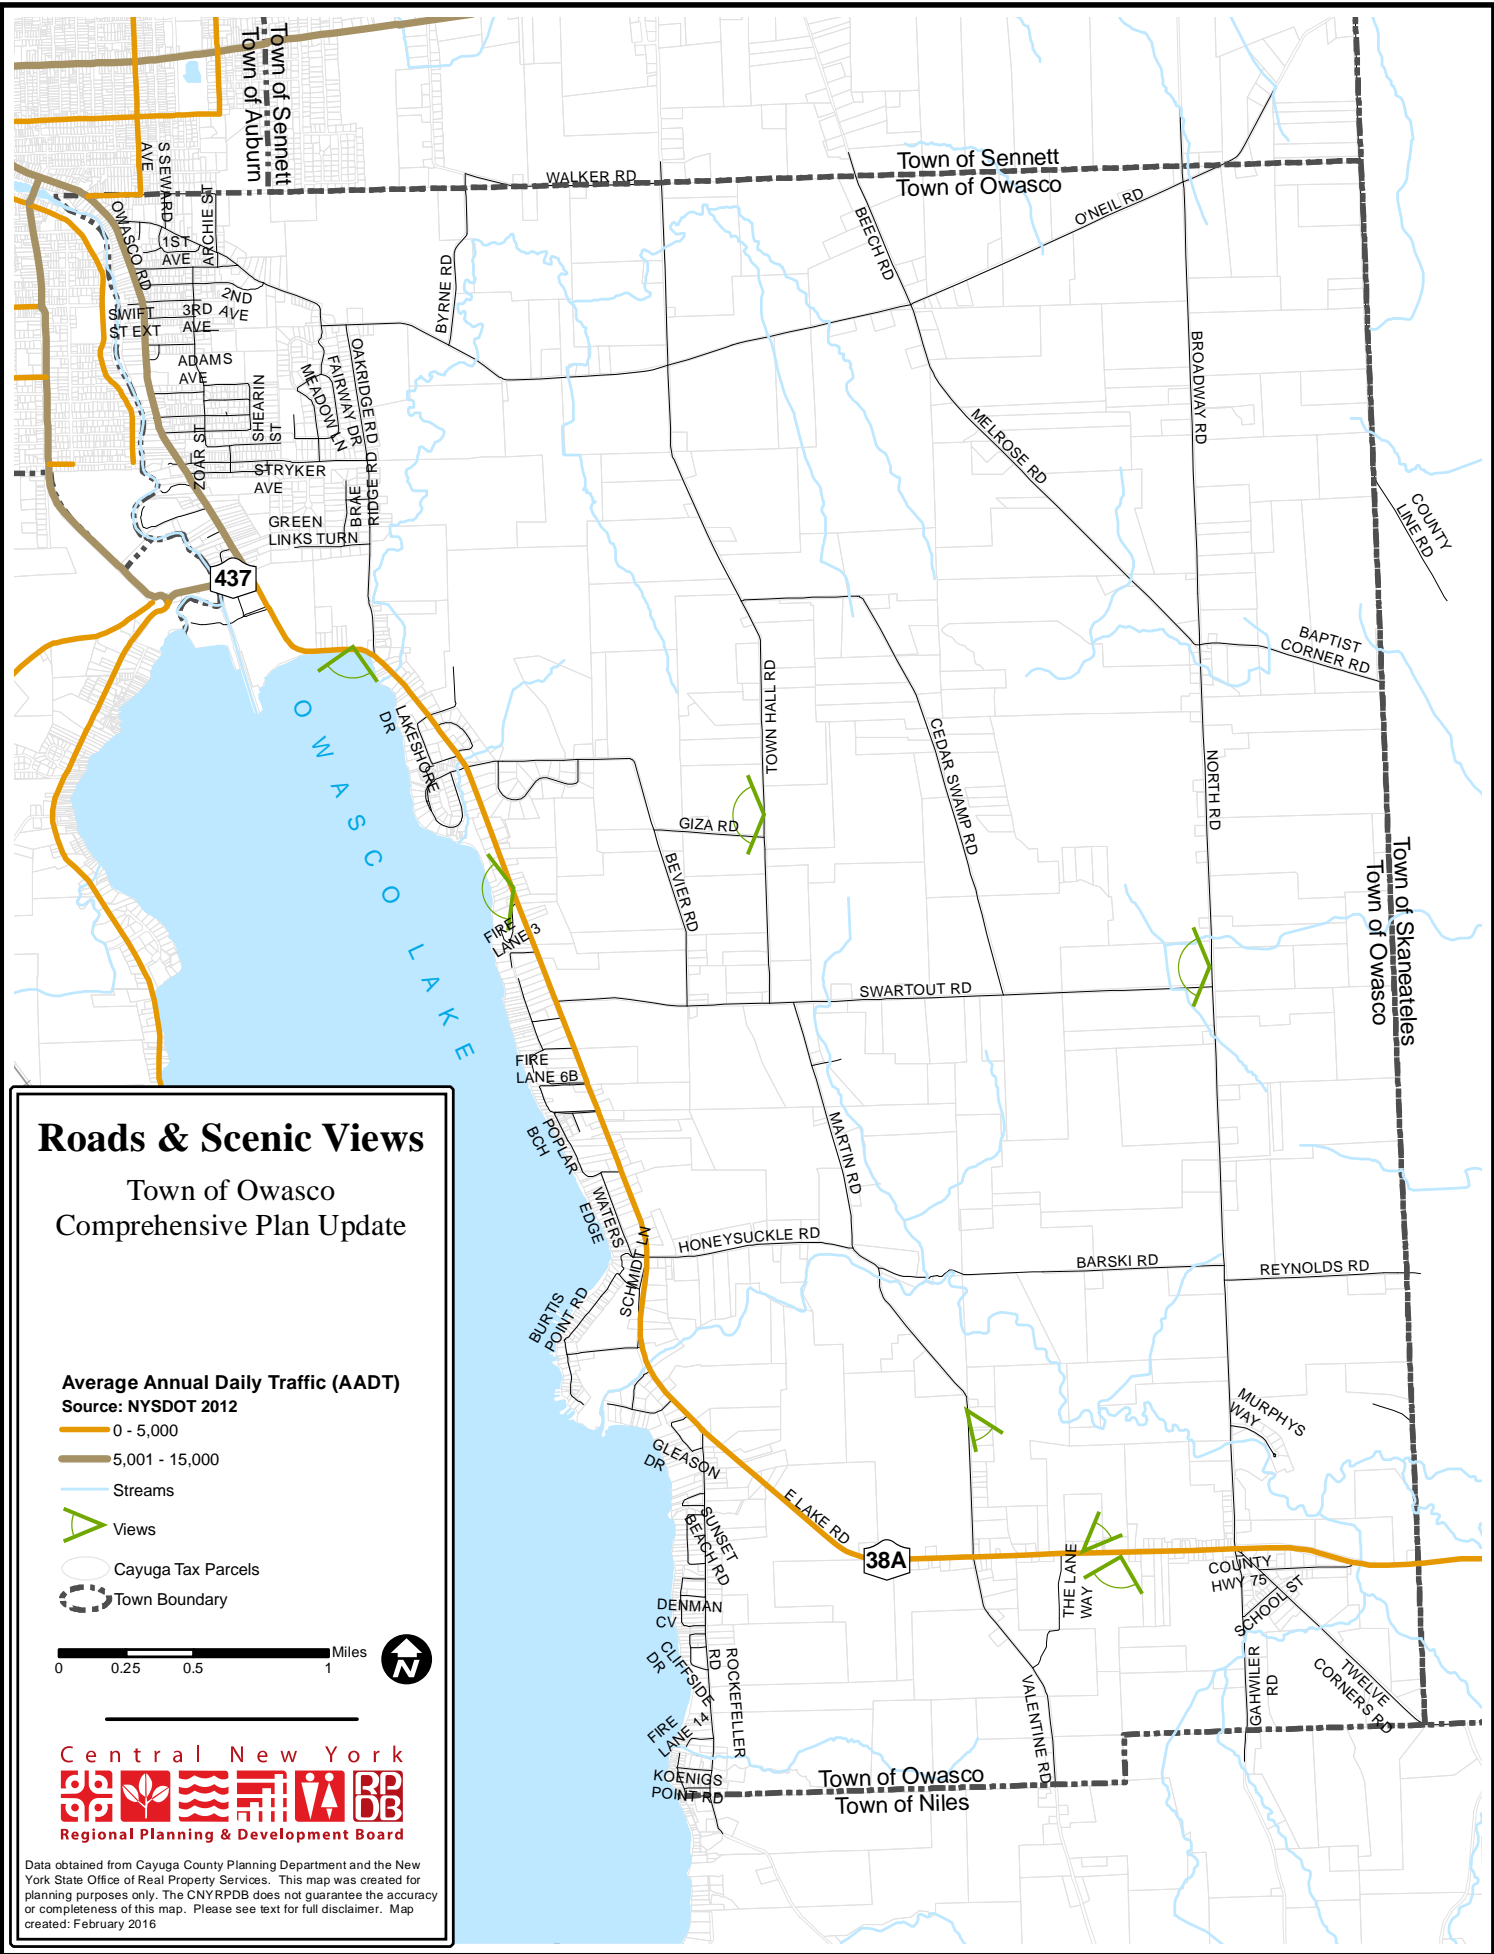 Town of Sennett
Town of Auburn
S SEWARD
AVE
OWASCO RD
ARCHIE ST
1ST
AVE
2ND
AVE
SWIFT
ST EXT
3RD
AVE
ADAMS
AVE
SHEARIN
ST
ZOAR ST
STRYKER
AVE
GREEN
LINKS TURN
BRAE
RIDGE RD
MEADOW LN
FAIRWAY DR
OAKRIDGE RD
BYRNE RD
WALKER RD
Town of Sennett
Town of Owasco
BEECH RD
O'NEIL RD
BROADWAY RD
MELROSE RD
COUNTY
LINE RD
BAPTIST
CORNER RD
437
OWASCO LAKE
LAKESHORE
DR
TOWN HALL RD
CEDAR SWAMP RD
NORTH RD
GIZA RD
BEVIER RD
FIRE
LANE 3
SWARTOUT RD
Town of Skaneateles
Town of Owasco
FIRE
LANE 6B
POPLAR
BCH
WATERS
EDGE
SCHMIDT LN
MARTIN RD
HONEYSUCKLE RD
BARSKI RD
REYNOLDS RD
BURTIS
POINT RD
MURPHYS
WAY
GLEASON
DR
E LAKE RD
38A
SUNSET
BEACH RD
THE LANE
WAY
COUNTY
HWY 75
SCHOOL ST
DENMAN
CV
CLIFFSIDE
DR
ROCKEFELLER
RD
GAHWILER
RD
TWELVE
CORNERS RD
VALENTINE RD
FIRE
LANE 14
KOENIGS
POINT RD
Town of Owasco
Town of Niles
Roads & Scenic Views
Town of Owasco
Comprehensive Plan Update
Average Annual Daily Traffic (AADT)
Source: NYSDOT 2012
0 - 5,000
5,001 - 15,000
Streams
Views
Cayuga Tax Parcels
Town Boundary
Miles
0 0.25 0.5 1
N
Central New York
RP
DB
Regional Planning & Development Board
Data obtained from Cayuga County Planning Department and the New
York State Office of Real Property Services. This map was created for
planning purposes only. The CNYRPDB does not guarantee the accuracy
or completeness of this map. Please see text for full disclaimer. Map
created: February 2016